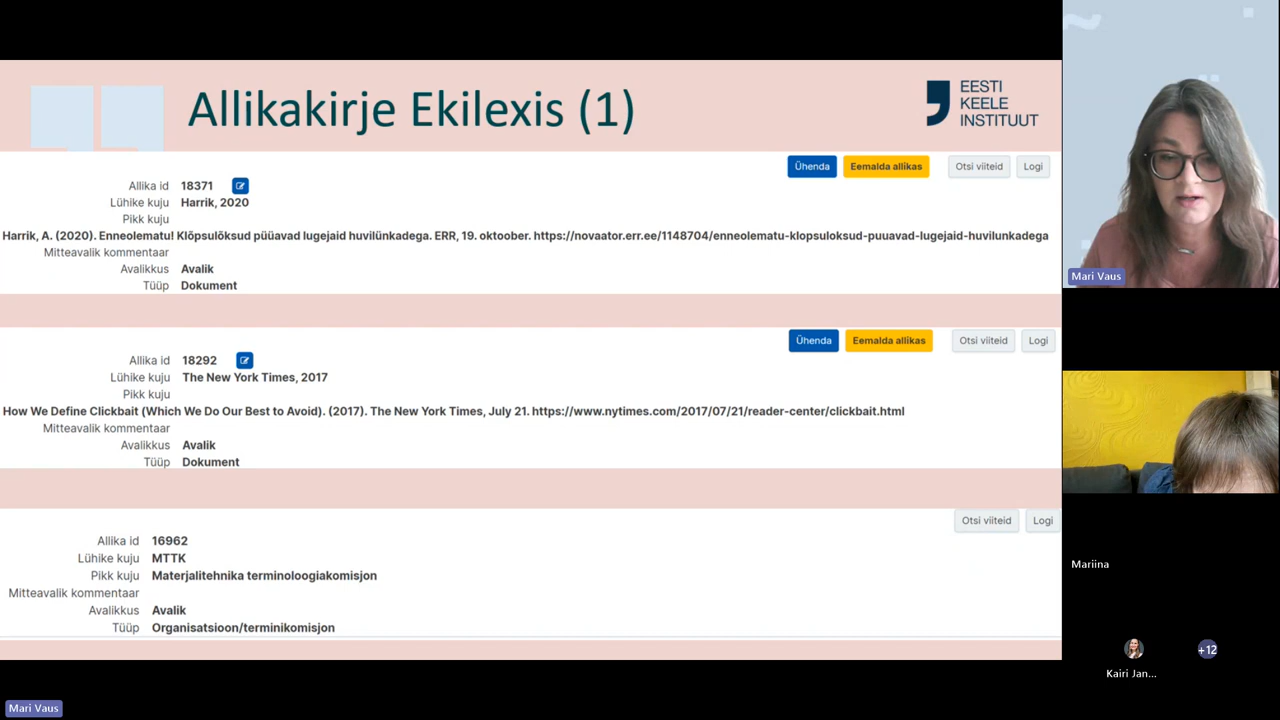 Allikakirje Ekilexis (1)
EESTI
KEELE
INSTITUUT
Ühenda Eemalda allikas Otsi viiteid Logi
Allika id 18371
Lühike kuju Harrik, 2020
Pikk kuju
Harrik, A. (2020). Enneolematu! Klõpsulõksud püüavad lugejaid huvilünkadega. ERR, 19. oktoober. https://novaator.err.ee/1148704/enneolematu-klopsuloksud-puuavad-lugejaid-huvilunkadega
Mitteavalik kommentaar
Avalikkus Avalik
Tüüp Dokument
Ühenda Eemalda allikas Otsi viiteid Logi
Allika id 18292
Lühike kuju The New York Times, 2017
Pikk kuju
How We Define Clickbait (Which We Do Our Best to Avoid). (2017). The New York Times, July 21. https://www.nytimes.com/2017/07/21/reader-center/clickbait.html
Mitteavalik kommentaar
Avalikkus Avalik
Tüüp Dokument
Otsi viiteid Logi
Allika id 16962
Lühike kuju MTTK
Pikk kuju Materjalitehnika terminoloogiakomisjon
Mitteavalik kommentaar
Avalikkus Avalik
Tüüp Organisatsioon/terminikomisjon
Mari Vaus
Mariina
+12
Kairi Jan...
Mari Vaus